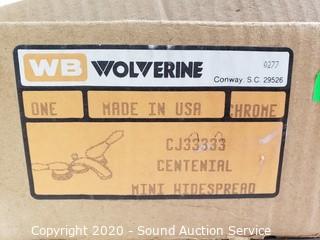 WB WOLVERINE
0277
Conway, S.C. 29526
ONE MADE IN USA CHROME
CJ33333
CENTENIAL
MINI WIDESPREAD
Copyright 2020 - Sound Auction Service